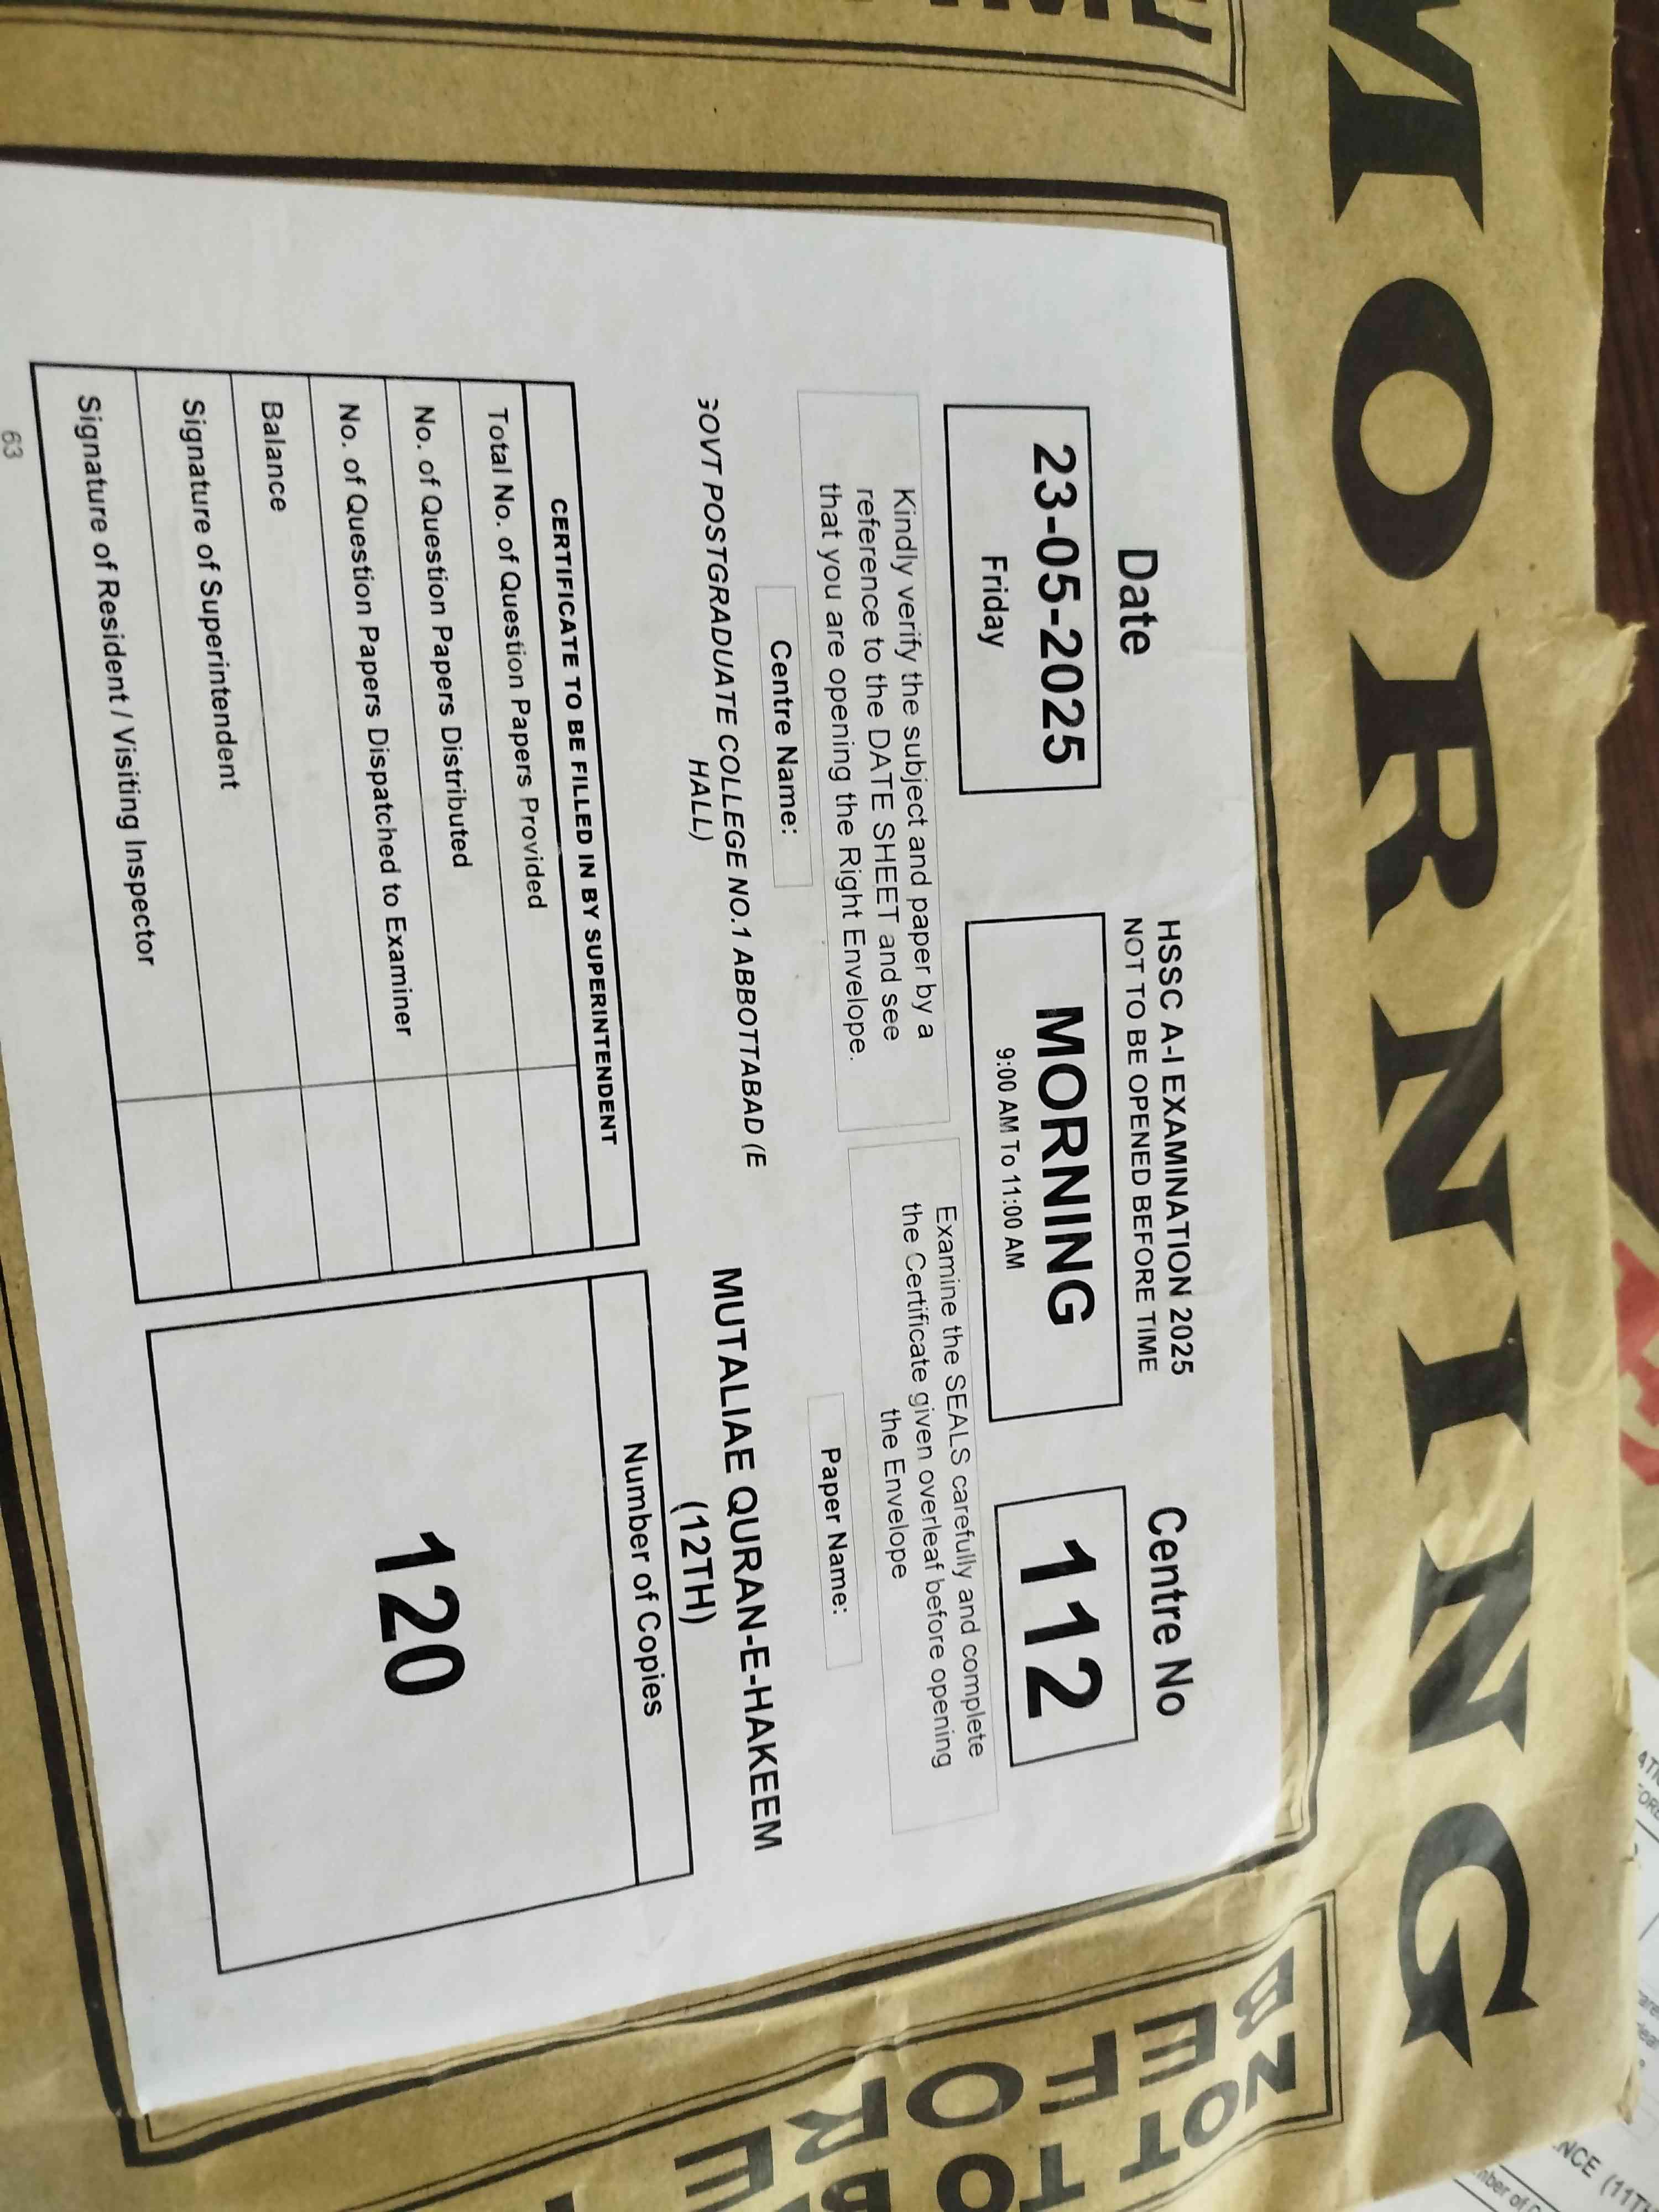 MORNING
HSSC A-I EXAMINATION 2025
NOT TO BE OPENED BEFORE TIME
Date
Centre No
23-05-2025
Friday
MORNING
9:00 AM To 11:00 AM
112
Kindly verify the subject and paper by a
reference to the DATE SHEET and see
that you are opening the Right Envelope.
Examine the SEALS carefully and complete
the Certificate given overleaf before opening
the Envelope
Centre Name:
Paper Name:
GOVT POSTGRADUATE COLLEGE NO.1 ABBOTTABAD (E
HALL)
MUTALIAE QURAN-E-HAKEEM
(12TH)
CERTIFICATE TO BE FILLED IN BY SUPERINTENDENT
Total No. of Question Papers Provided
No. of Question Papers Distributed
No. of Question Papers Dispatched to Examiner
Balance
Signature of Superintendent
Signature of Resident / Visiting Inspector
Number of Copies
120
63